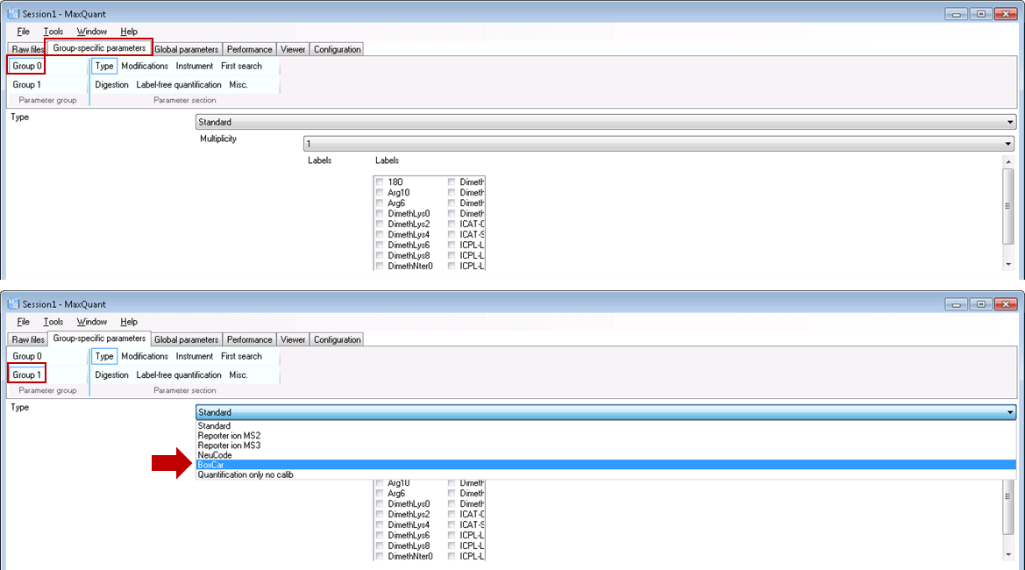 Session1 - MaxQuant
File Tools Window Help
Raw files Group-specific parameters Global parameters Performance Viewer Configuration
Group 0 Type Modifications Instrument First search
Group 1 Digestion Label-free quantification Misc.
Parameter group Parameter section
Type Standard
Multiplicity 1
Labels Labels
18O Dimeth
Arg10 Dimeth
Arg6 Dimeth
DimethLys0 Dimeth
DimethLys2 ICAT-C
DimethLys4 ICAT-S
DimethLys6 ICPL-L
DimethLys8 ICPL-L
DimethNter0 ICPL-L
Session1 - MaxQuant
File Tools Window Help
Raw files Group-specific parameters Global parameters Performance Viewer Configuration
Group 0 Type Modifications Instrument First search
Group 1 Digestion Label-free quantification Misc.
Parameter group Parameter section
Type Standard
Standard
Reporter ion MS2
Reporter ion MS3
NeuCode
BoxCar
Quantification only no calib
Arg10 Dimeth
Arg6 Dimeth
DimethLys0 Dimeth
DimethLys2 ICAT-C
DimethLys4 ICAT-S
DimethLys6 ICPL-L
DimethLys8 ICPL-L
DimethNter0 ICPL-L